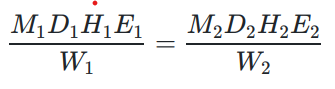 M₁D₁H₁E₁ / W₁ = M₂D₂H₂E₂ / W₂